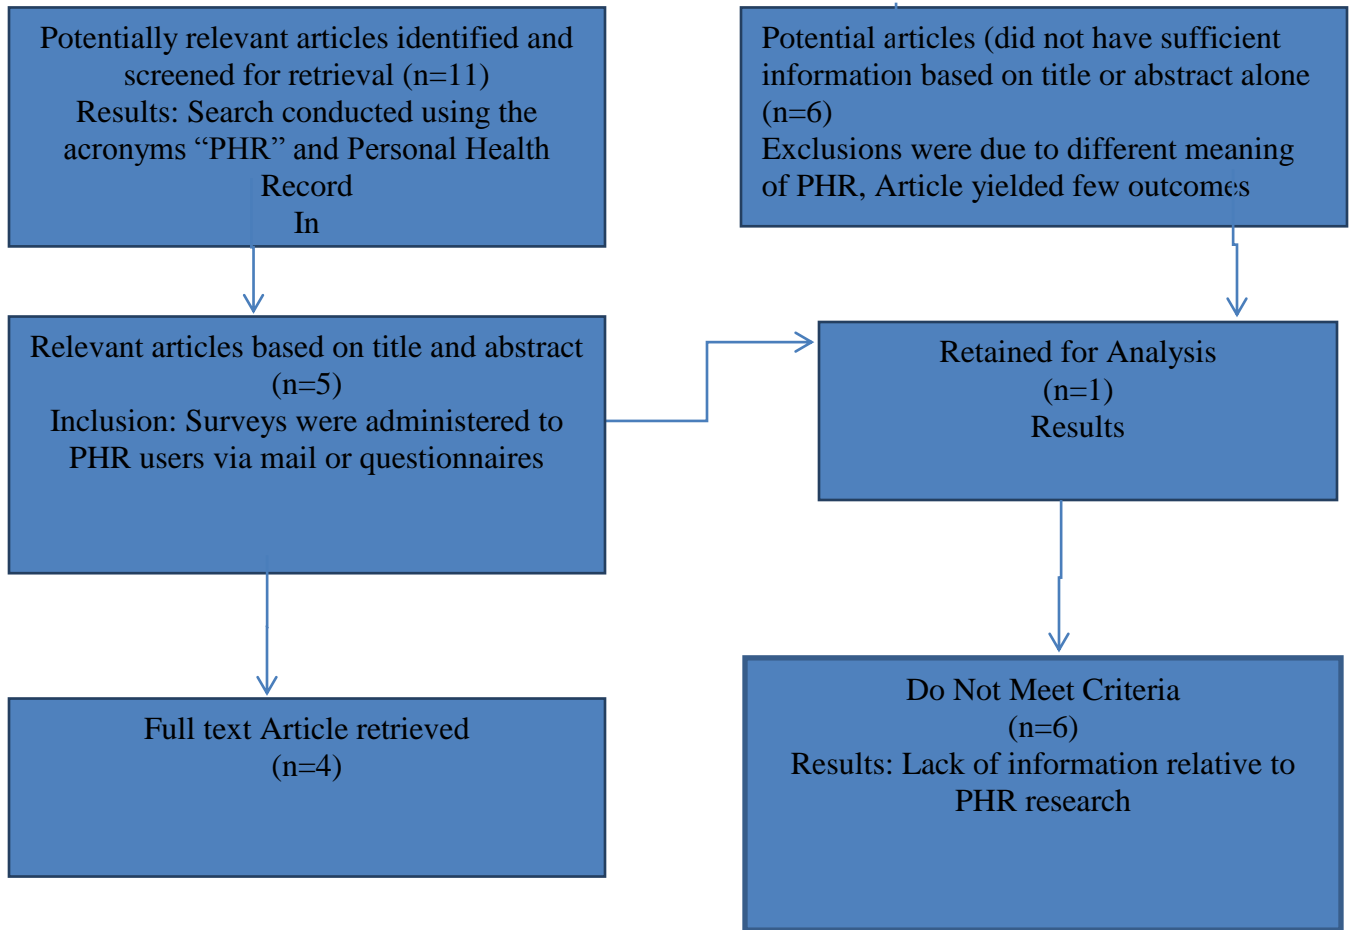 Potentially relevant articles identified and
screened for retrieval (n=11)
Results: Search conducted using the
acronyms “PHR” and Personal Health
Record
In
Potential articles (did not have sufficient
information based on title or abstract alone
(n=6)
Exclusions were due to different meaning
of PHR, Article yielded few outcomes
Relevant articles based on title and abstract
(n=5)
Inclusion: Surveys were administered to
PHR users via mail or questionnaires
Retained for Analysis
(n=1)
Results
Full text Article retrieved
(n=4)
Do Not Meet Criteria
(n=6)
Results: Lack of information relative to
PHR research